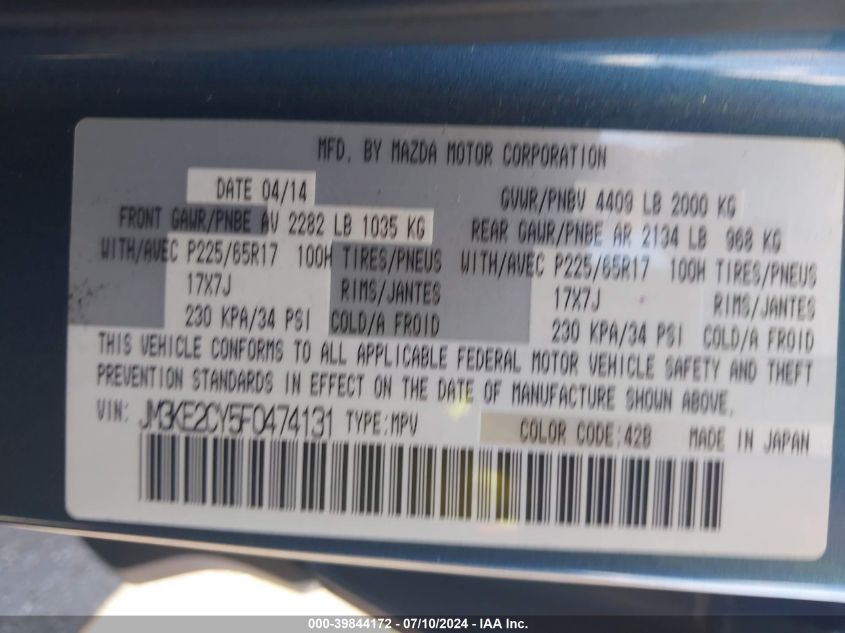 MFD. BY MAZDA MOTOR CORPORATION
DATE 04/14 GVWR/PNBV 4409 LB 2000 KG
FRONT GAWR/PNBE AV 2282 LB 1035 KG REAR GAWR/PNBE AR 2134 LB 968 KG
WITH/AVEC P225/65R17 100H TIRES/PNEUS WITH/AVEC P225/65R17 100H TIRES/PNEUS
17X7J RIMS/JANTES 17X7J RIMS/JANTES
230 KPA/34 PSI COLD/A FROID 230 KPA/34 PSI COLD/A FROID
THIS VEHICLE CONFORMS TO ALL APPLICABLE FEDERAL MOTOR VEHICLE SAFETY AND THEFT
PREVENTION STANDARDS IN EFFECT ON THE DATE OF MANUFACTURE SHOWN ABOVE.
VIN: JM3KE2CY5F0474131 TYPE:MPV COLOR CODE:42B MADE IN JAPAN
000-39844172 - 07/10/2024 - IAA Inc.